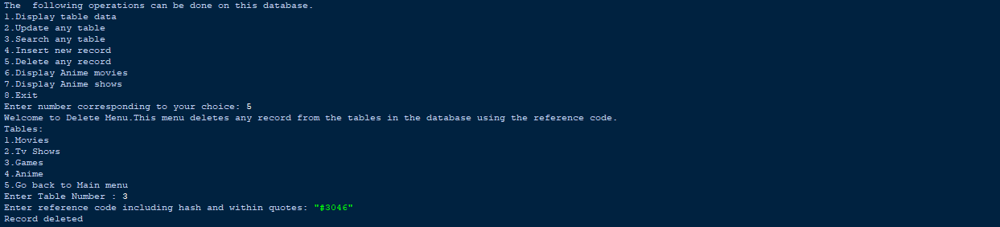 The  following operations can be done on this database.
1.Display table data
2.Update any table
3.Search any table
4.Insert new record
5.Delete any record
6.Display Anime movies
7.Display Anime shows
8.Exit
Enter number corresponding to your choice: 5
Welcome to Delete Menu.This menu deletes any record from the tables in the database using the reference code.
Tables:
1.Movies
2.Tv Shows
3.Games
4.Anime
5.Go back to Main menu
Enter Table Number : 3
Enter reference code including hash and within quotes: "#3046"
Record deleted